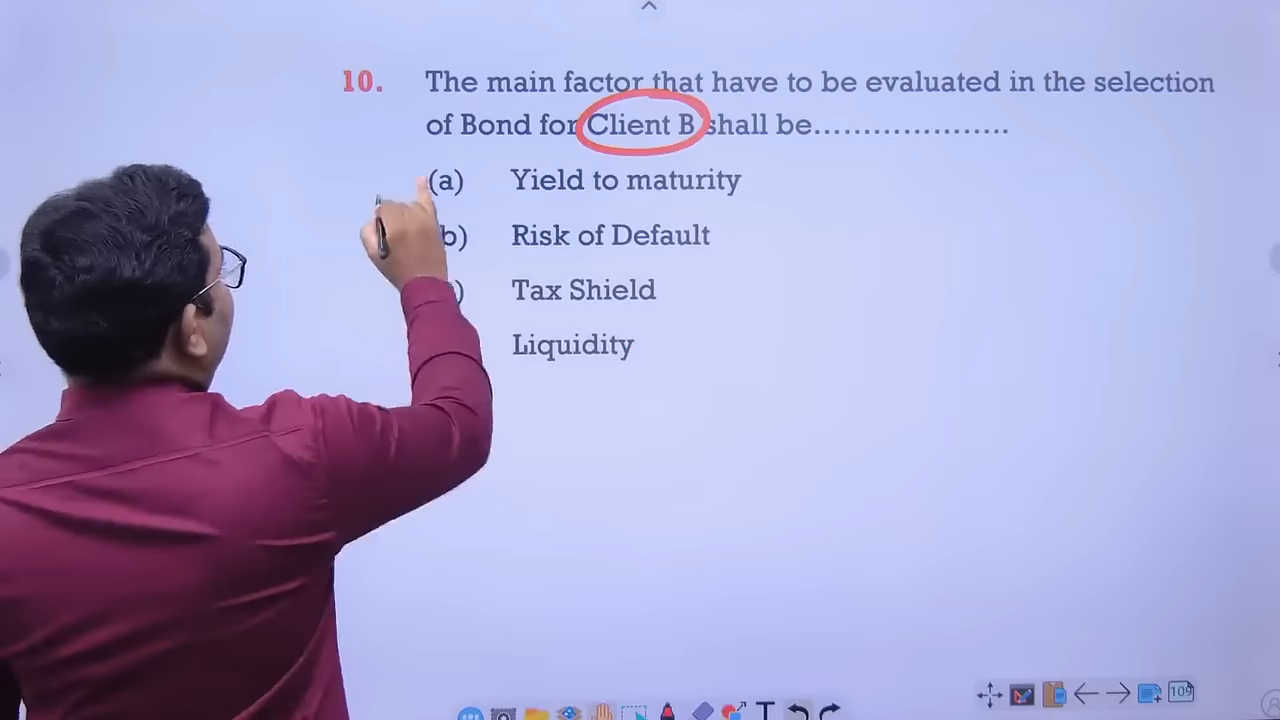 10. The main factor that have to be evaluated in the selection
of Bond for Client B shall be....................
(a) Yield to maturity
b) Risk of Default
) Tax Shield
Liquidity
T 109